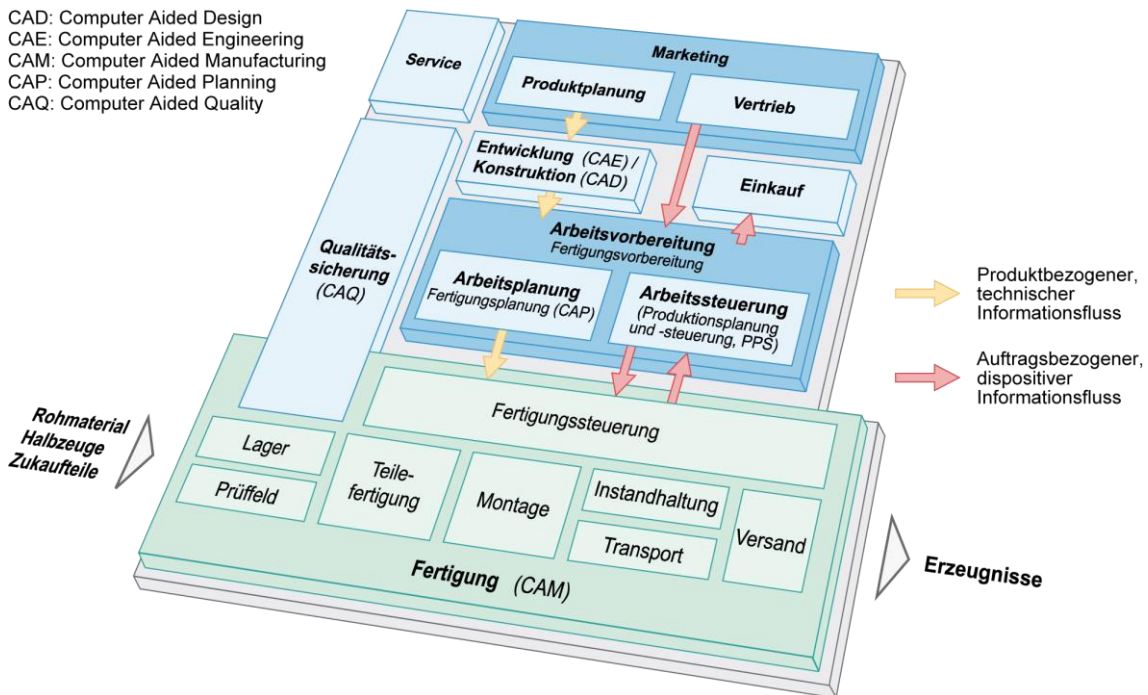 CAD: Computer Aided Design
CAE: Computer Aided Engineering
CAM: Computer Aided Manufacturing
CAP: Computer Aided Planning
CAQ: Computer Aided Quality
Service
Marketing
Produktplanung
Vertrieb
Entwicklung (CAE) /
Konstruktion (CAD)
Einkauf
Qualitäts-
sicherung
(CAQ)
Arbeitsvorbereitung
Fertigungsvorbereitung
Arbeitsplanung
Fertigungsplanung (CAP)
Arbeitssteuerung
(Produktionsplanung
und -steuerung, PPS)
Produktbezogener,
technischer
Informationsfluss
Auftragsbezogener,
dispositiver
Informationsfluss
Rohmaterial
Halbzeuge
Zukaufteile
Fertigungssteuerung
Lager
Prüffeld
Teile-
fertigung
Montage
Instandhaltung
Transport
Versand
Fertigung (CAM)
Erzeugnisse